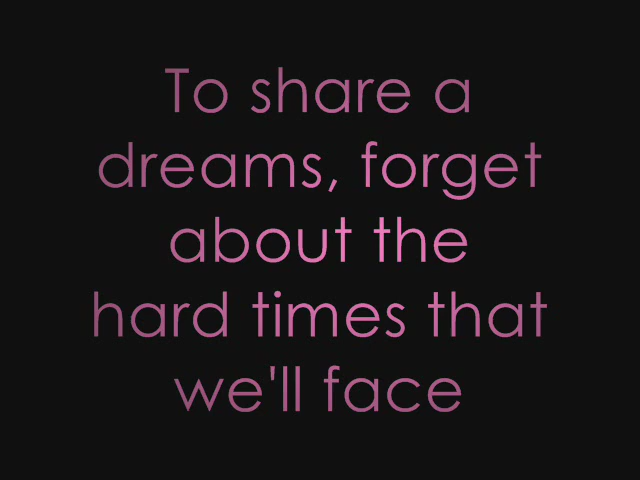 To share a
dreams, forget
about the
hard times that
we'll face